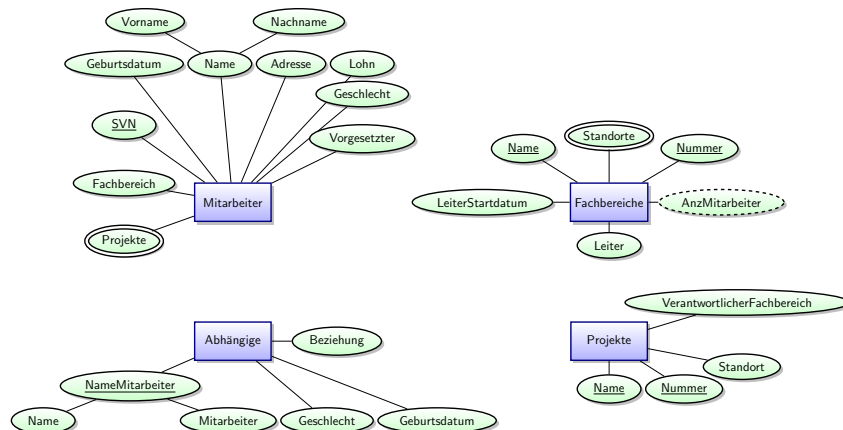 Vorname
Nachname
Geburtsdatum
Name
Adresse
Lohn
Geschlecht
SVN
Vorgesetzter
Fachbereich
Mitarbeiter
Projekte
Name
Standorte
Nummer
LeiterStartdatum
Fachbereiche
AnzMitarbeiter
Leiter
Abhängige
Beziehung
NameMitarbeiter
Name
Mitarbeiter
Geschlecht
Geburtsdatum
VerantwortlicherFachbereich
Projekte
Standort
Name
Nummer